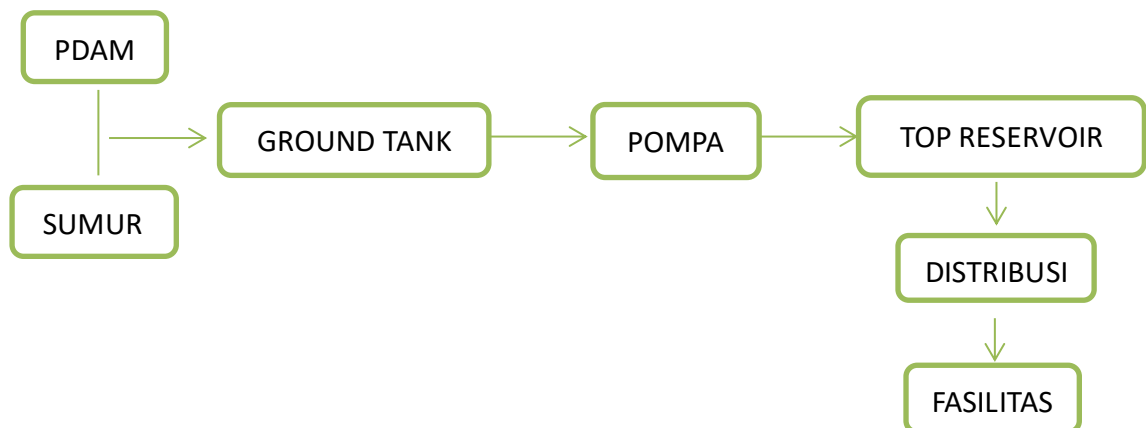 PDAM
SUMUR
GROUND TANK
POMPA
TOP RESERVOIR
DISTRIBUSI
FASILITAS